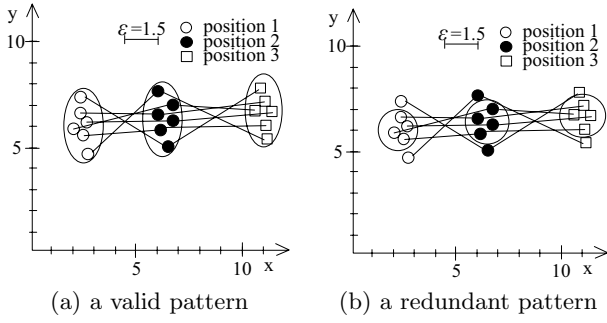 y
ε=1.5
position 1
position 2
position 3
10
5
5
10
x
(a) a valid pattern
y
ε=1.5
position 1
position 2
position 3
10
5
5
10
x
(b) a redundant pattern